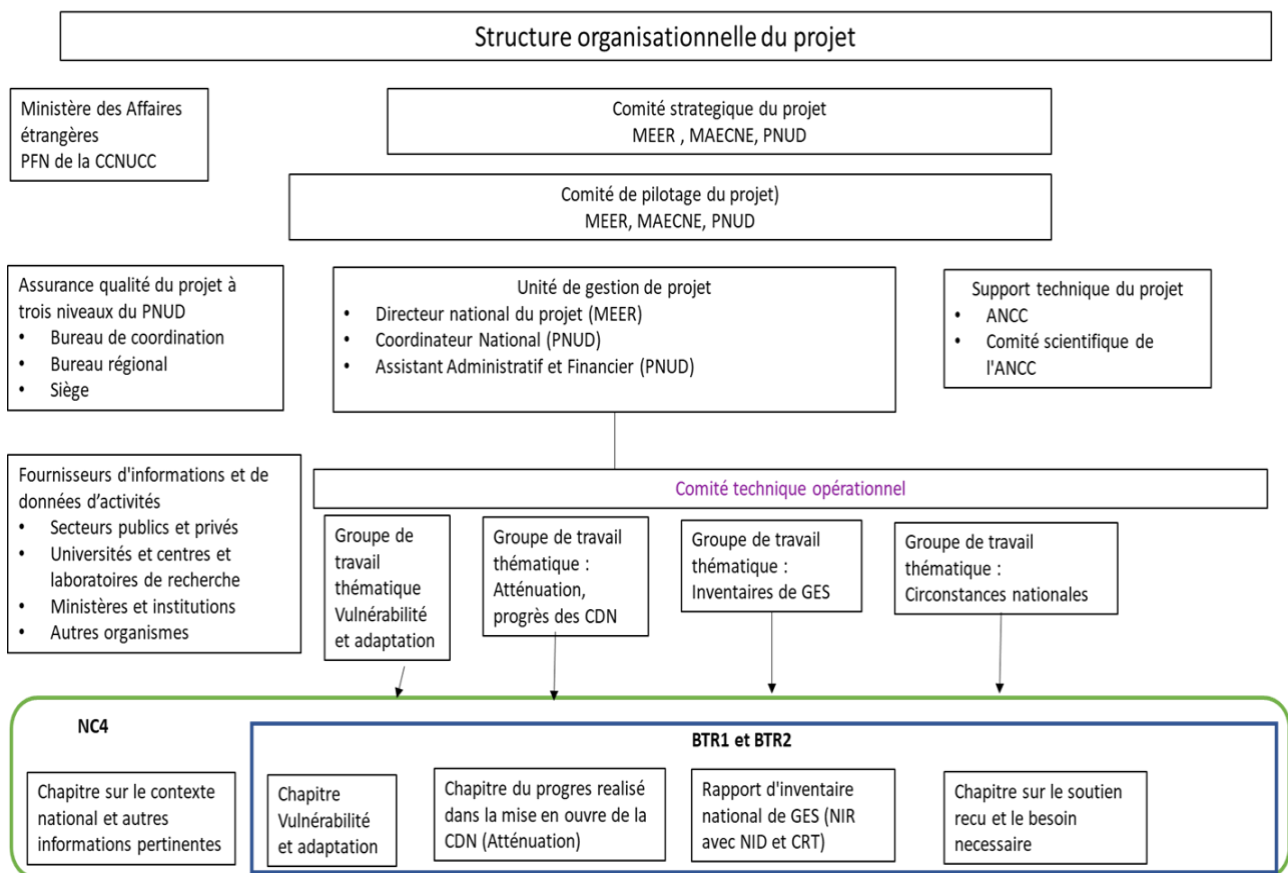 Structure organisationnelle du projet
Ministère des Affaires
étrangères
PFN de la CCNUCC
Comité strategique du projet
MEER , MAECNE, PNUD
Comité de pilotage du projet)
MEER, MAECNE, PNUD
Assurance qualité du projet à
trois niveaux du PNUD
• Bureau de coordination
• Bureau régional
• Siège
Unité de gestion de projet
• Directeur national du projet (MEER)
• Coordinateur National (PNUD)
• Assistant Administratif et Financier (PNUD)
Support technique du projet
• ANCC
• Comité scientifique de
l'ANCC
Fournisseurs d'informations et de
données d’activités
• Secteurs publics et privés
• Universités et centres et
laboratoires de recherche
• Ministères et institutions
• Autres organismes
Comité technique opérationnel
Groupe de
travail
thématique
Vulnérabilité
et adaptation
Groupe de travail
thématique :
Atténuation,
progrès des CDN
Groupe de travail
thématique :
Inventaires de GES
Groupe de travail
thématique :
Circonstances nationales
NC4
BTR1 et BTR2
Chapitre sur le contexte
national et autres
informations pertinentes
Chapitre
Vulnérabilité
et adaptation
Chapitre du progres realisé
dans la mise en ouvre de la
CDN (Atténuation)
Rapport d'inventaire
national de GES (NIR
avec NID et CRT)
Chapitre sur le soutien
recu et le besoin
necessaire